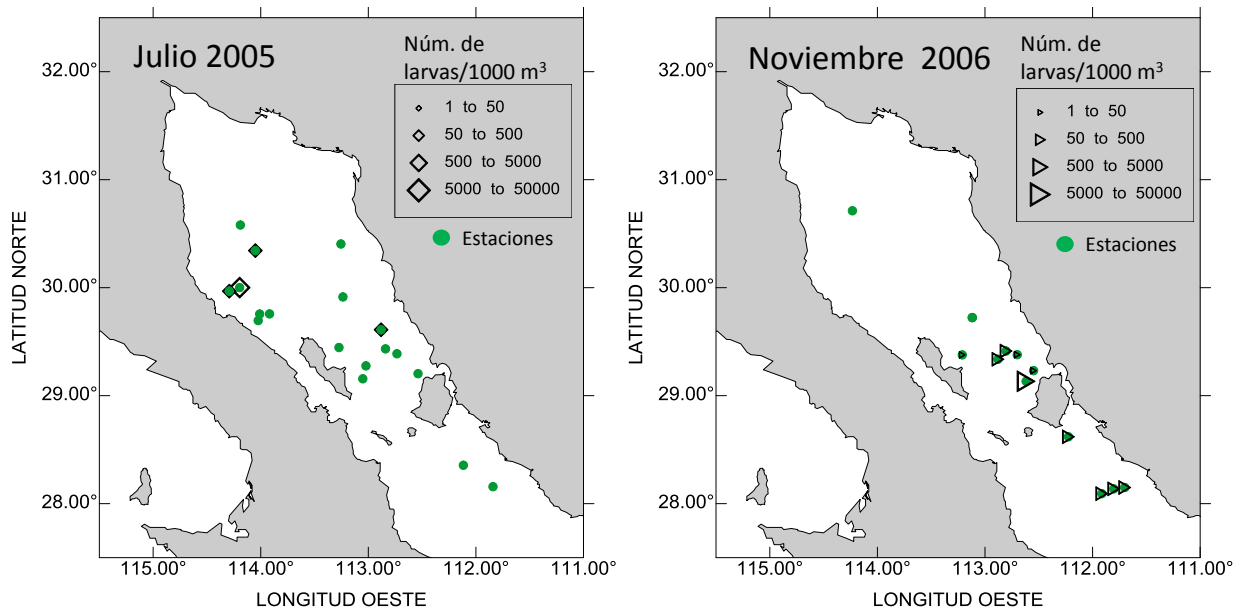 Julio 2005
Núm. de
larvas/1000 m³
1 to 50
50 to 500
500 to 5000
5000 to 50000
Estaciones
32.00°
31.00°
30.00°
29.00°
28.00°
LATITUD NORTE
115.00°
114.00°
113.00°
112.00°
111.00°
LONGITUD OESTE
Noviembre 2006
Núm. de
larvas/1000 m³
1 to 50
50 to 500
500 to 5000
5000 to 50000
Estaciones
32.00°
31.00°
30.00°
29.00°
28.00°
LATITUD NORTE
115.00°
114.00°
113.00°
112.00°
111.00°
LONGITUD OESTE